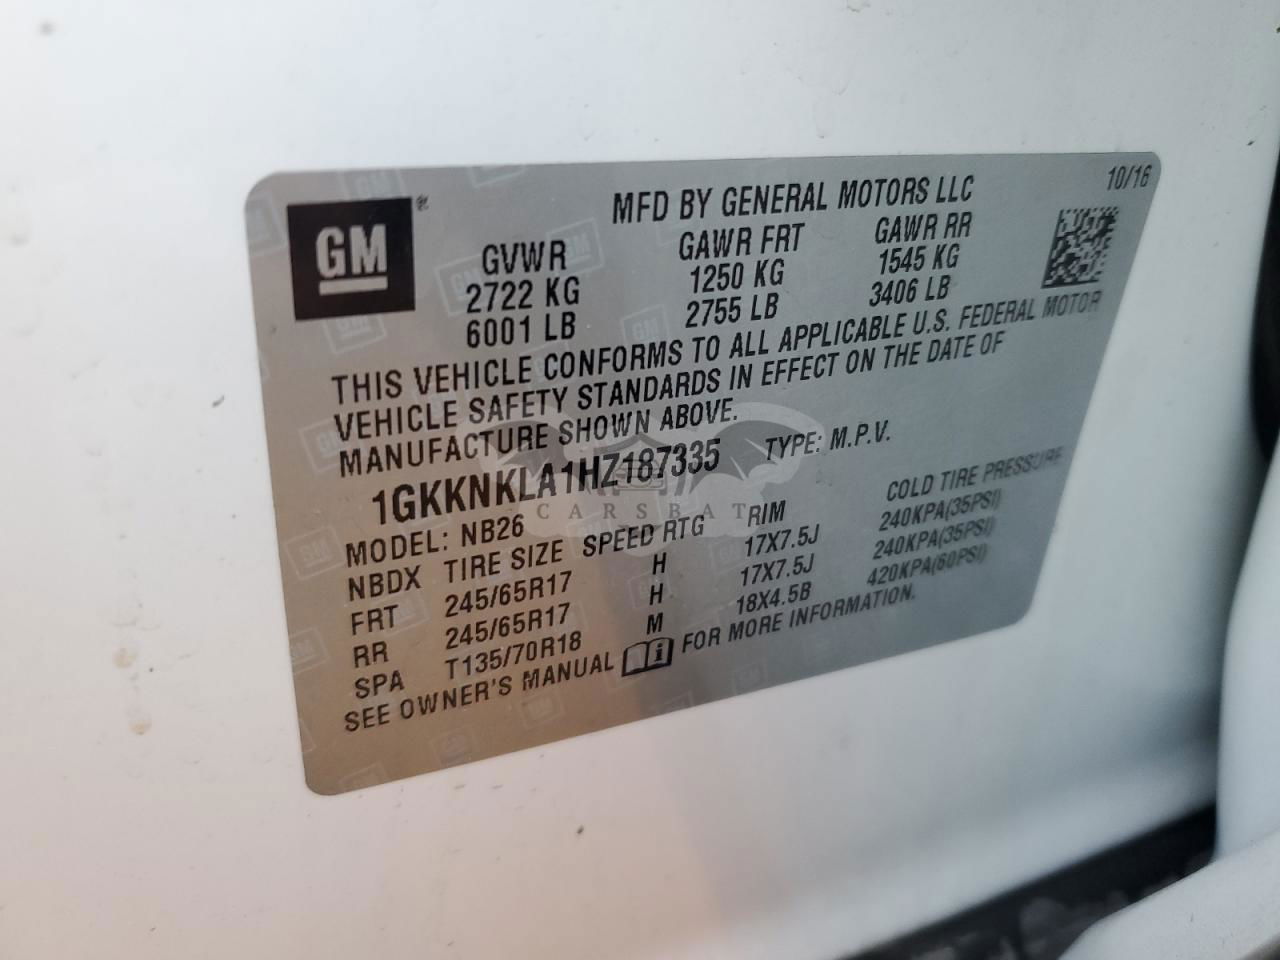 10/16
GM ®
MFD BY GENERAL MOTORS LLC
GVWR GAWR FRT GAWR RR
2722 KG 1250 KG 1545 KG
6001 LB 2755 LB 3406 LB
THIS VEHICLE CONFORMS TO ALL APPLICABLE U.S. FEDERAL MOTOR
VEHICLE SAFETY STANDARDS IN EFFECT ON THE DATE OF
MANUFACTURE SHOWN ABOVE.
1GKKNKLA1HZ187335 TYPE: M.P.V.
CARSBAT
MODEL: NB26
NBDX TIRE SIZE SPEED RTG RIM COLD TIRE PRESSURE
FRT 245/65R17 H 17X7.5J 240KPA(35PSI)
RR 245/65R17 H 17X7.5J 240KPA(35PSI)
SPA T135/70R18 M 18X4.5B 420KPA(60PSI)
SEE OWNER'S MANUAL i FOR MORE INFORMATION.